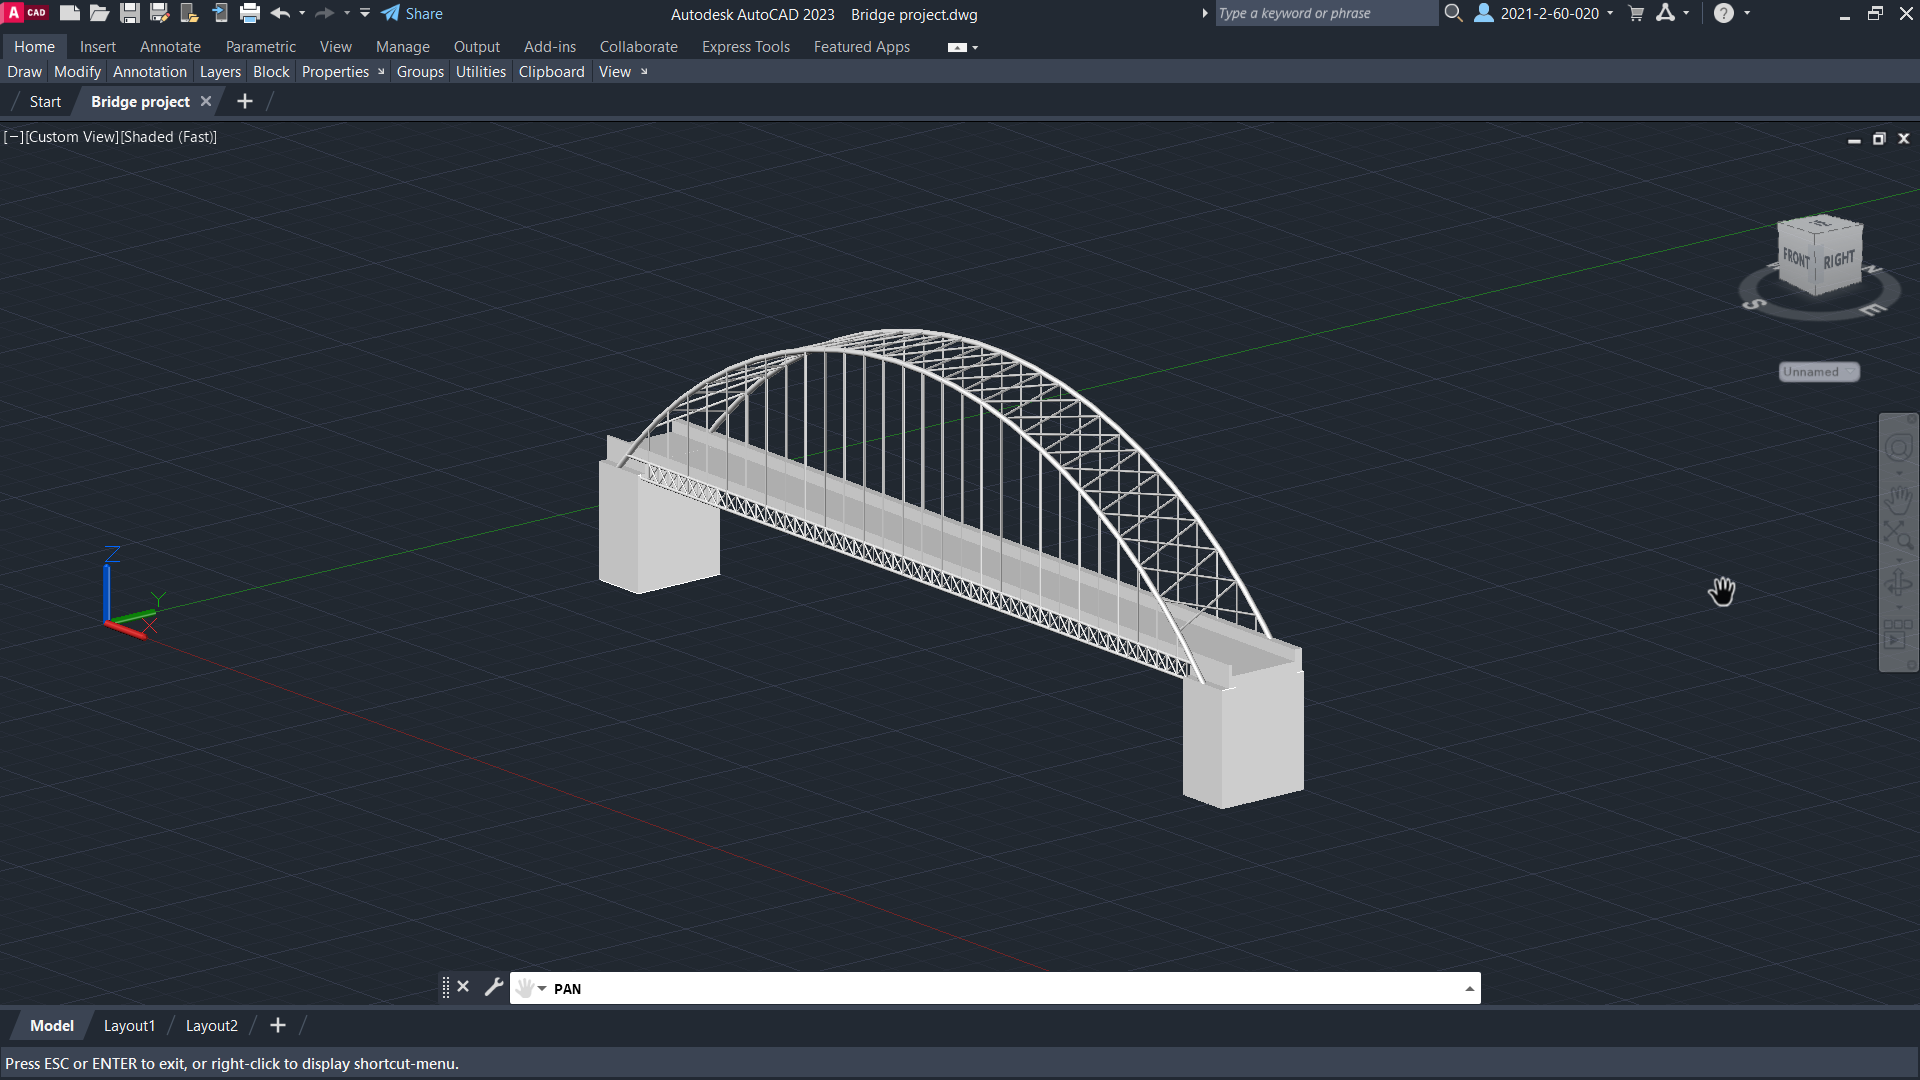 A CAD Share Autodesk AutoCAD 2023 Bridge project.dwg Type a keyword or phrase 2021-2-60-020 ?
Home Insert Annotate Parametric View Manage Output Add-ins Collaborate Express Tools Featured Apps
Draw Modify Annotation Layers Block Properties Groups Utilities Clipboard View
Start Bridge project
[−][Custom View][Shaded (Fast)]
FRONT RIGHT
S E N
Unnamed
Z
Y
X
PAN
Model Layout1 Layout2
Press ESC or ENTER to exit, or right-click to display shortcut-menu.